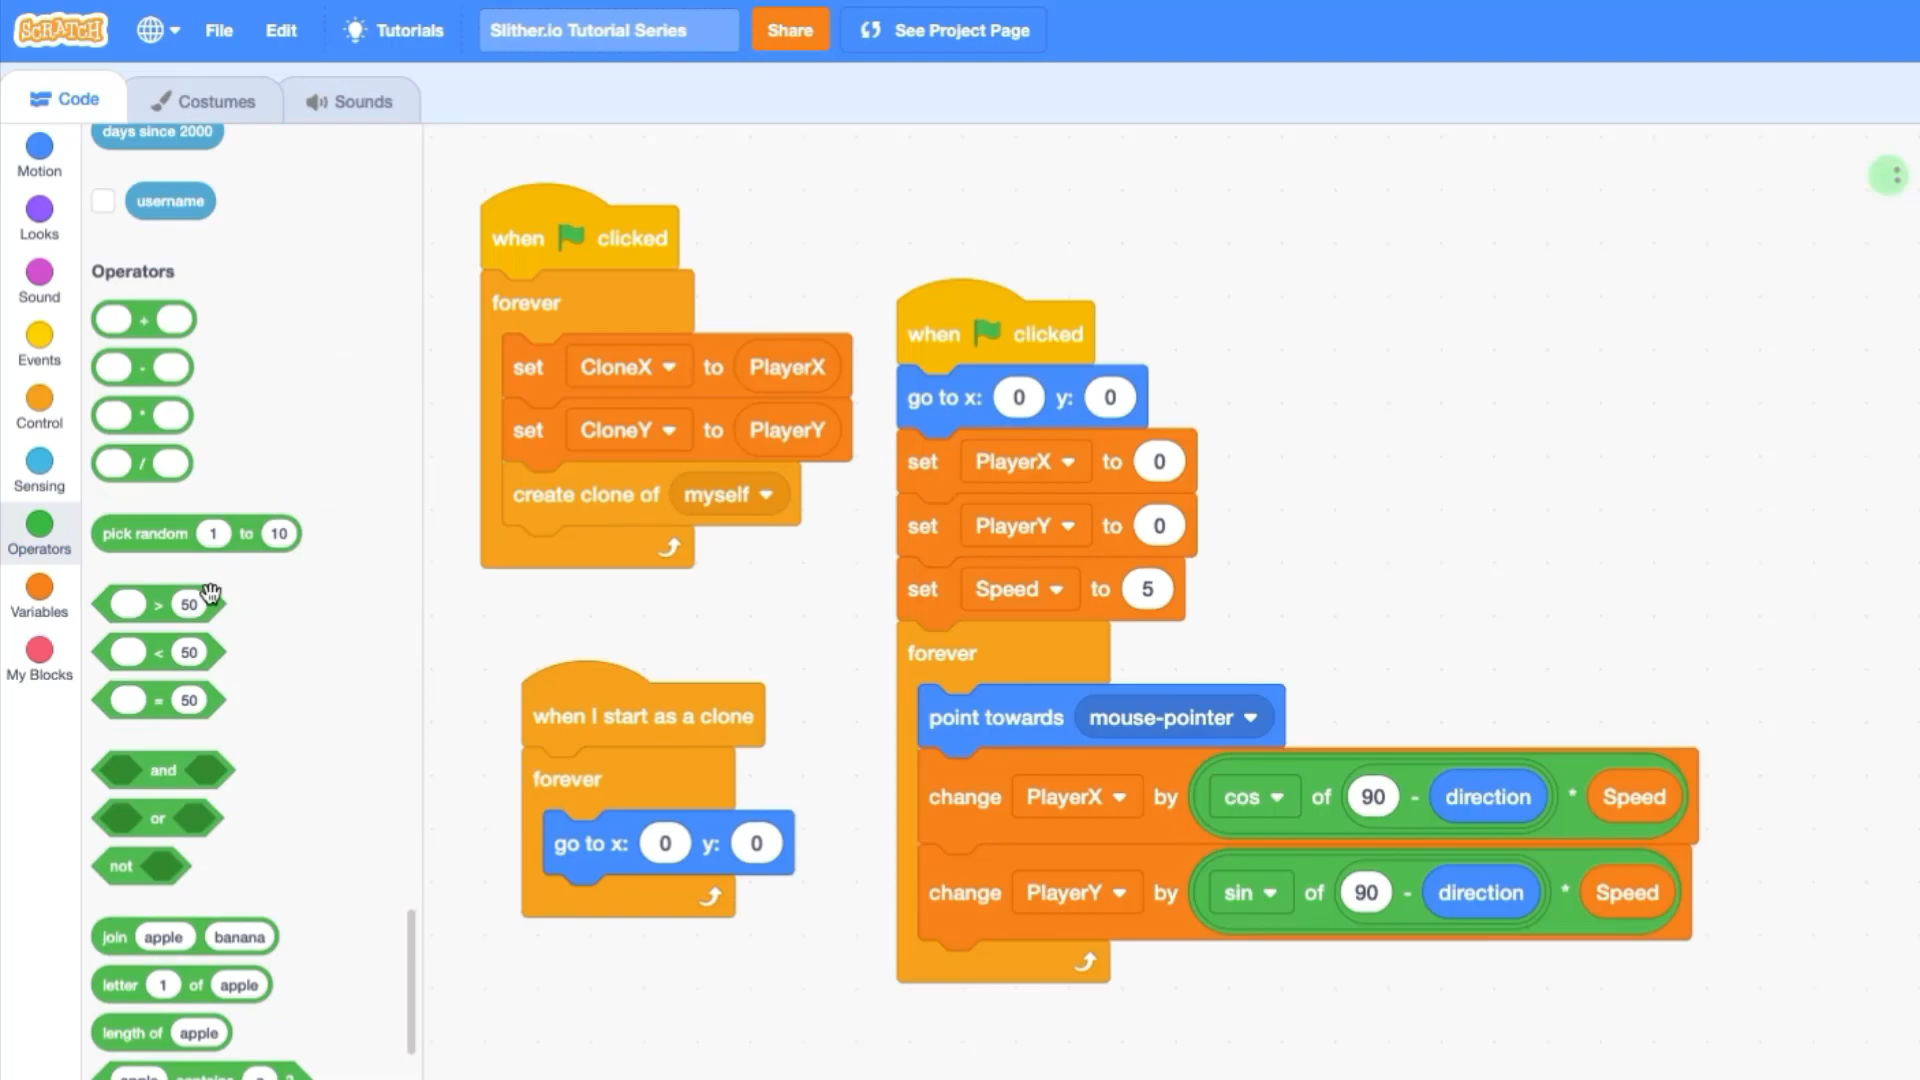 SCRATCH File Edit Tutorials Slither.io Tutorial Series Share See Project Page
Code Costumes Sounds
Motion
Looks
Sound
Events
Control
Sensing
Operators
Variables
My Blocks
days since 2000
username
Operators
+
-
*
/
pick random 1 to 10
> 50
< 50
= 50
and
or
not
join apple banana
letter 1 of apple
length of apple
apple contains a ?
when clicked
forever
set CloneX to PlayerX
set CloneY to PlayerY
create clone of myself
when I start as a clone
forever
go to x: 0 y: 0
when clicked
go to x: 0 y: 0
set PlayerX to 0
set PlayerY to 0
set Speed to 5
forever
point towards mouse-pointer
change PlayerX by cos of 90 - direction * Speed
change PlayerY by sin of 90 - direction * Speed